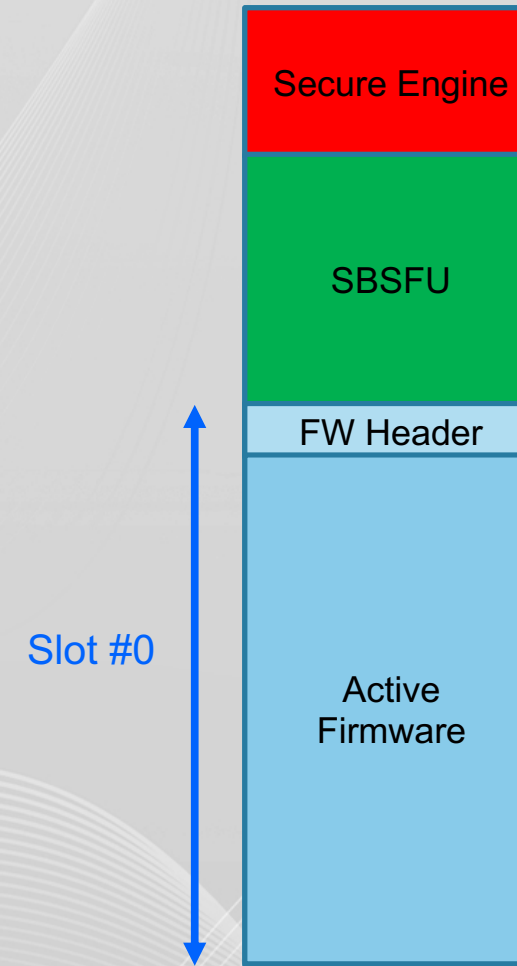 Secure Engine
SBSFU
FW Header
Slot #0
Active
Firmware